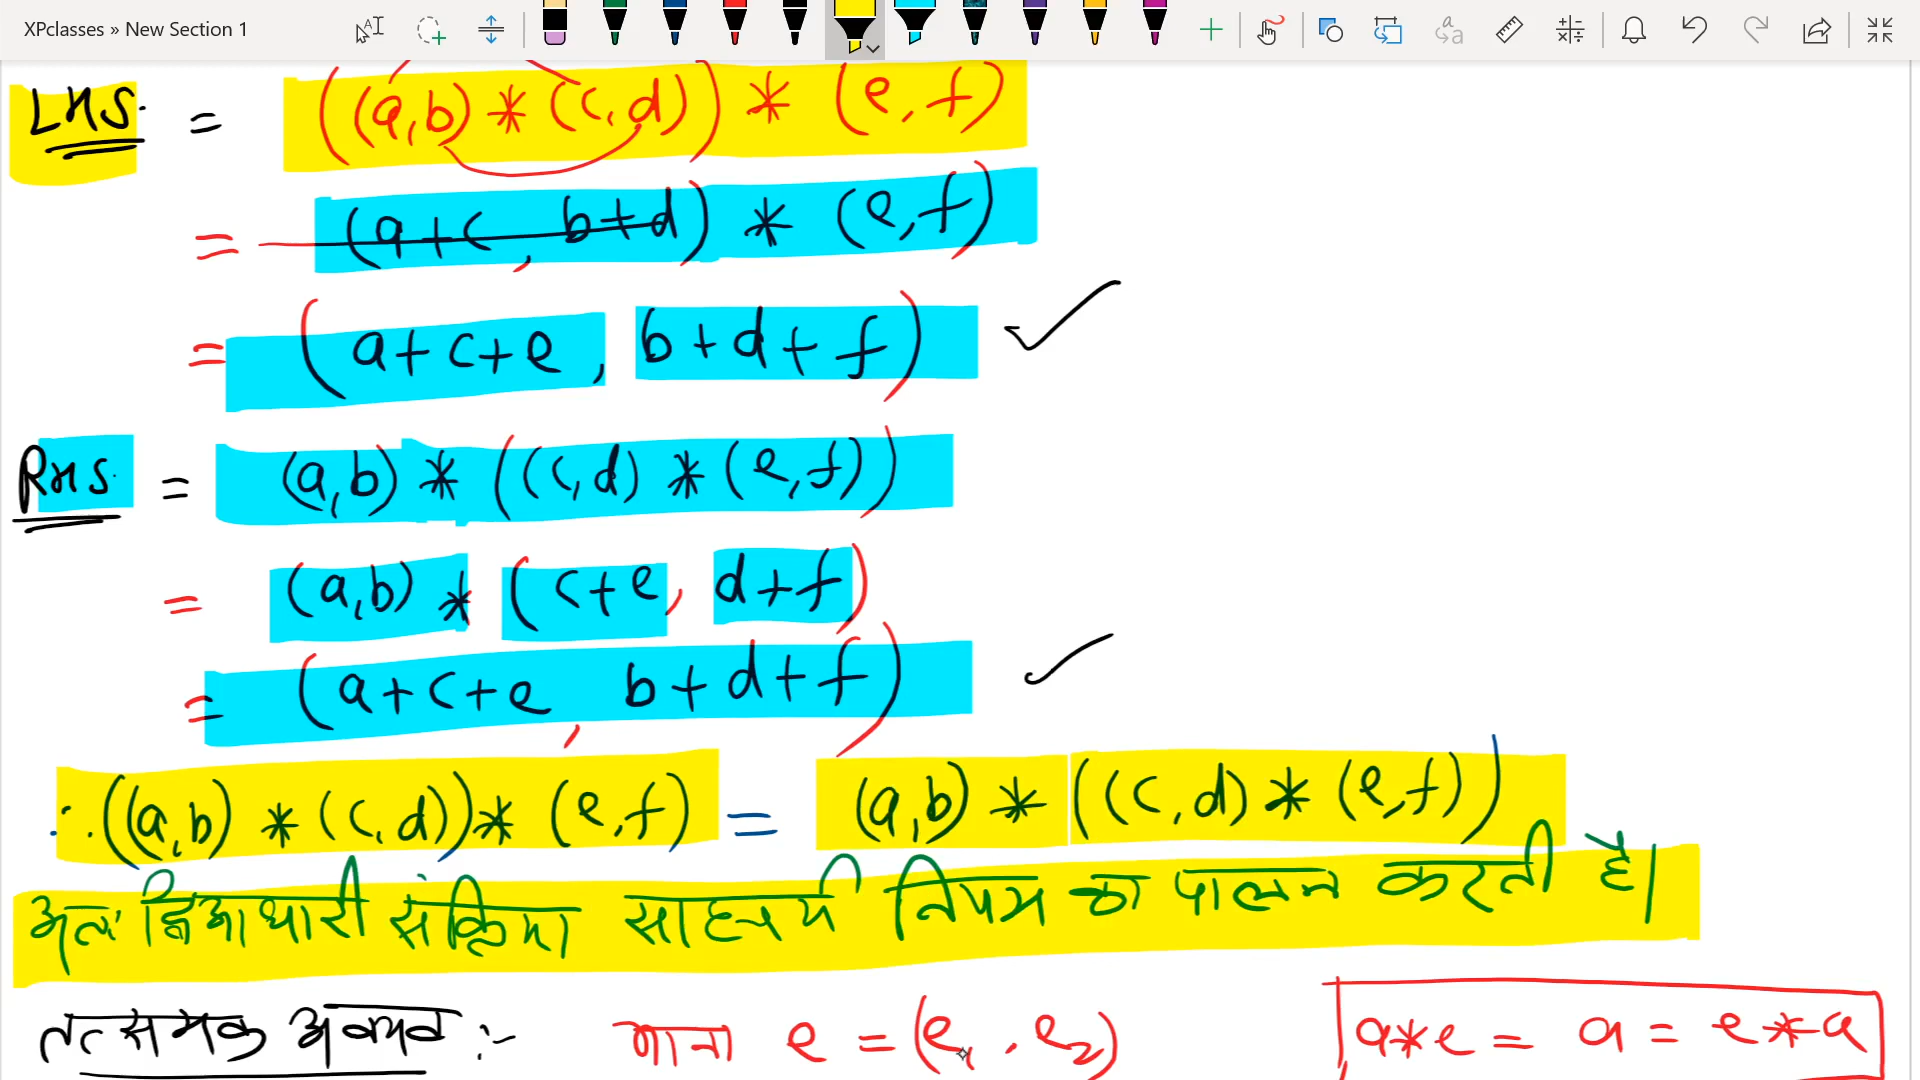 XPclasses » New Section 1
LHS = ((a,b) * (c,d)) * (e,f)
= (a+c, b+d) * (e,f)
= (a+c+e, b+d+f) ✓
RHS = (a,b) * ((c,d) * (e,f))
= (a,b) * (c+e, d+f)
= (a+c+e, b+d+f) ✓
∴ ((a,b) * (c,d)) * (e,f) = (a,b) * ((c,d) * (e,f))
अतः द्विआधारी संक्रिया साहचर्य नियम का पालन करती है।
तत्समक अवयव :- माना e = (e₁, e₂) a*e = a = e*a